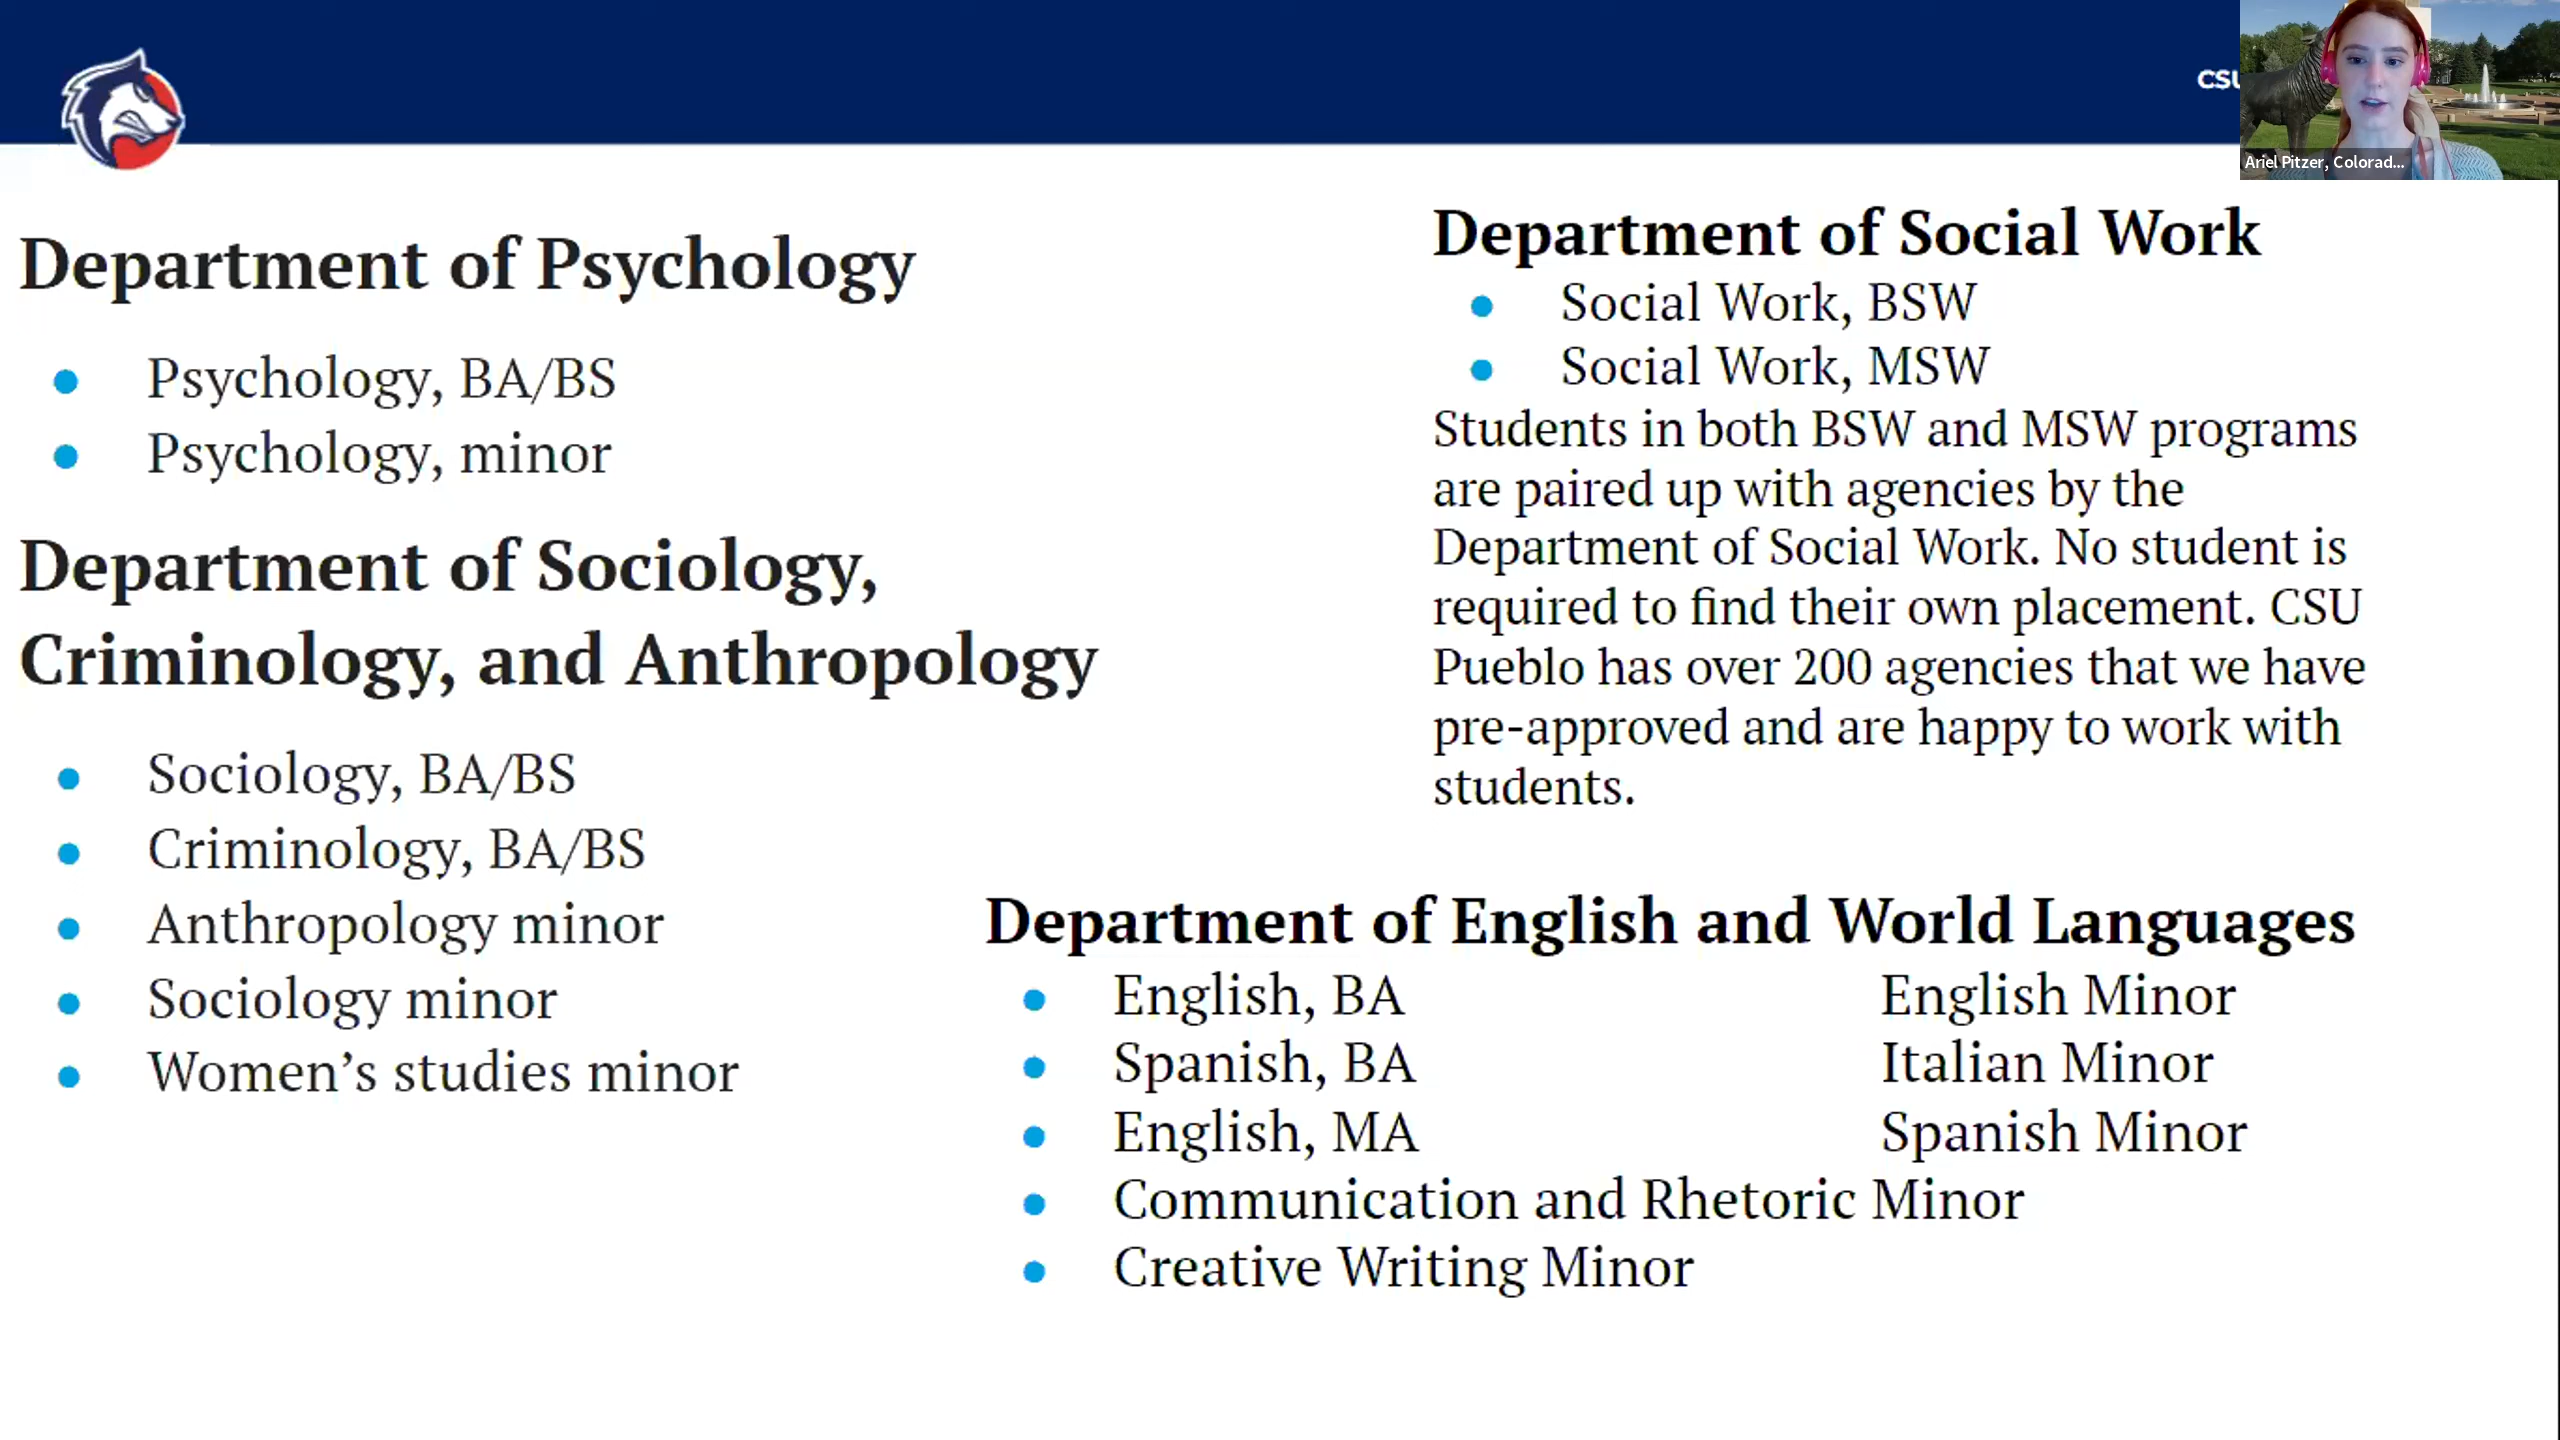 CSU
Ariel Pitzer, Colorad...
Department of Psychology
Psychology, BA/BS
Psychology, minor
Department of Sociology,
Criminology, and Anthropology
Sociology, BA/BS
Criminology, BA/BS
Anthropology minor
Sociology minor
Women’s studies minor
Department of Social Work
Social Work, BSW
Social Work, MSW
Students in both BSW and MSW programs
are paired up with agencies by the
Department of Social Work. No student is
required to find their own placement. CSU
Pueblo has over 200 agencies that we have
pre-approved and are happy to work with
students.
Department of English and World Languages
English, BA
English Minor
Spanish, BA
Italian Minor
English, MA
Spanish Minor
Communication and Rhetoric Minor
Creative Writing Minor